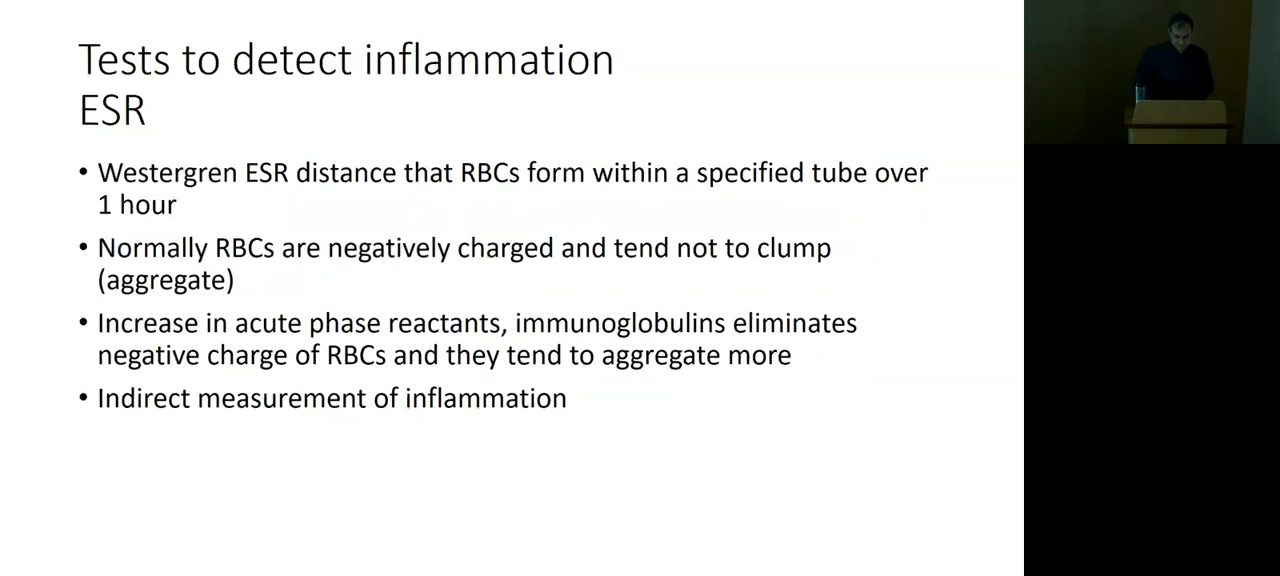 Tests to detect inflammation
ESR
• Westergren ESR distance that RBCs form within a specified tube over
1 hour
• Normally RBCs are negatively charged and tend not to clump
(aggregate)
• Increase in acute phase reactants, immunoglobulins eliminates
negative charge of RBCs and they tend to aggregate more
• Indirect measurement of inflammation